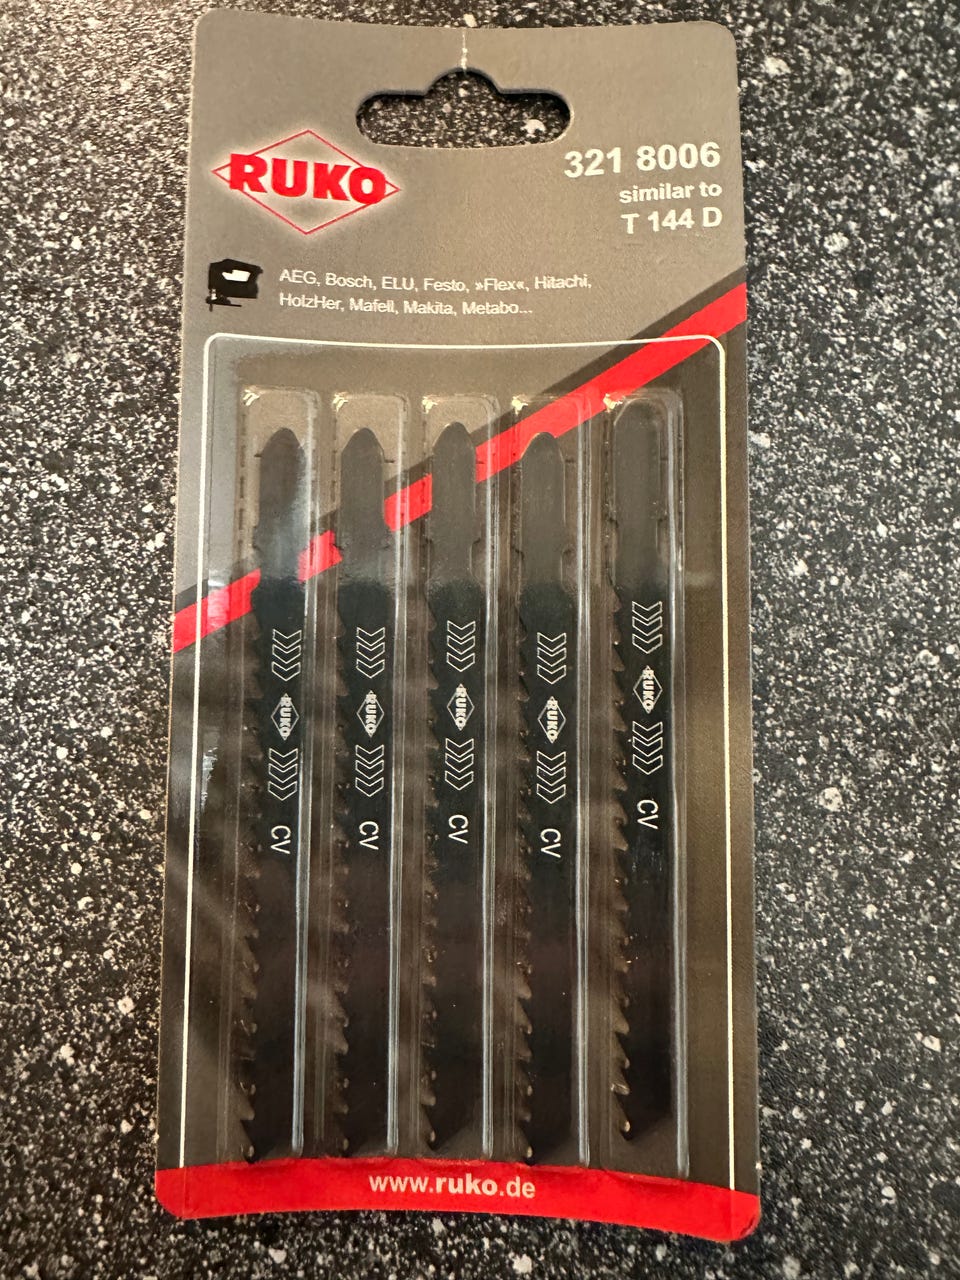 RUKO
321 8006
similar to
T 144 D
AEG, Bosch, ELU, Festo, »Flex«, Hitachi,
HolzHer, Mafell, Makita, Metabo...
RUKO
CV
RUKO
CV
RUKO
CV
RUKO
CV
RUKO
CV
www.ruko.de